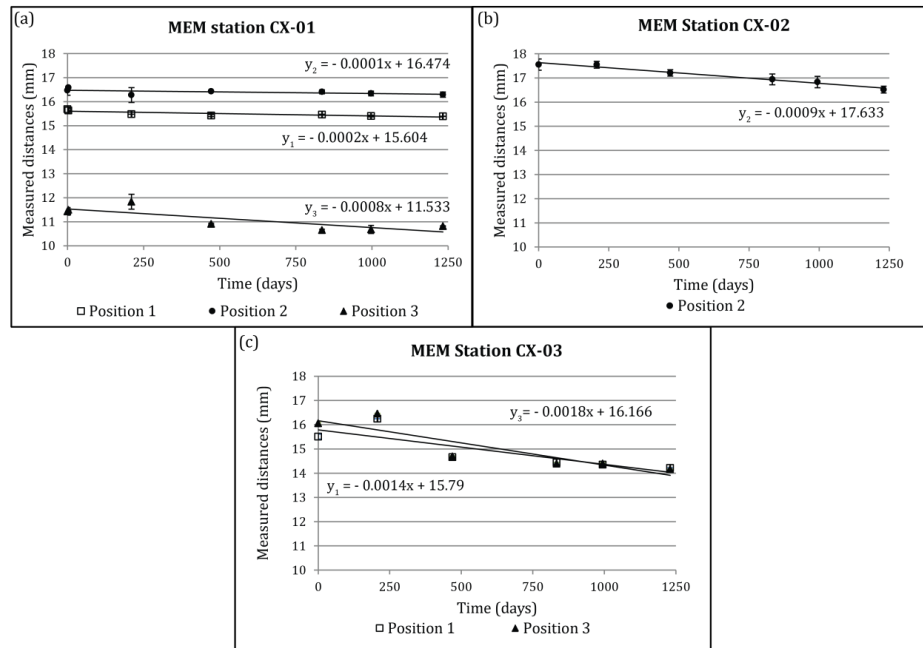 (a)
MEM station CX-01
Measured distances (mm)
18
17
16
15
14
13
12
11
10
y2 = - 0.0001x + 16.474
y1 = - 0.0002x + 15.604
y3 = - 0.0008x + 11.533
0 250 500 750 1000 1250
Time (days)
Position 1 Position 2 Position 3
(b)
MEM Station CX-02
Measured distances (mm)
18
17
16
15
14
13
12
11
10
y2 = - 0.0009x + 17.633
0 250 500 750 1000 1250
Time (days)
Position 2
(c)
MEM Station CX-03
Measured distances (mm)
18
17
16
15
14
13
12
11
10
y3= - 0.0018x + 16.166
y1 = - 0.0014x + 15.79
0 250 500 750 1000 1250
Time (days)
Position 1 Position 3